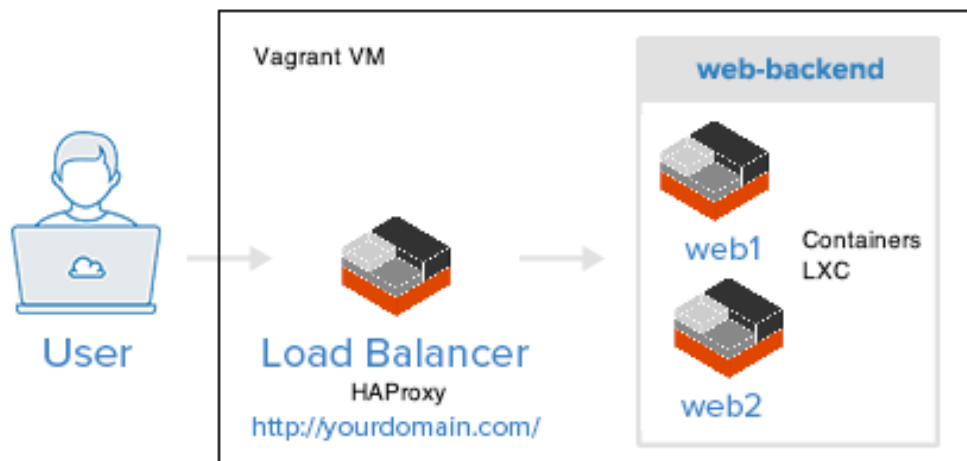 Vagrant VM
web-backend
web1
Containers
LXC
web2
User
Load Balancer
HAProxy
http://yourdomain.com/